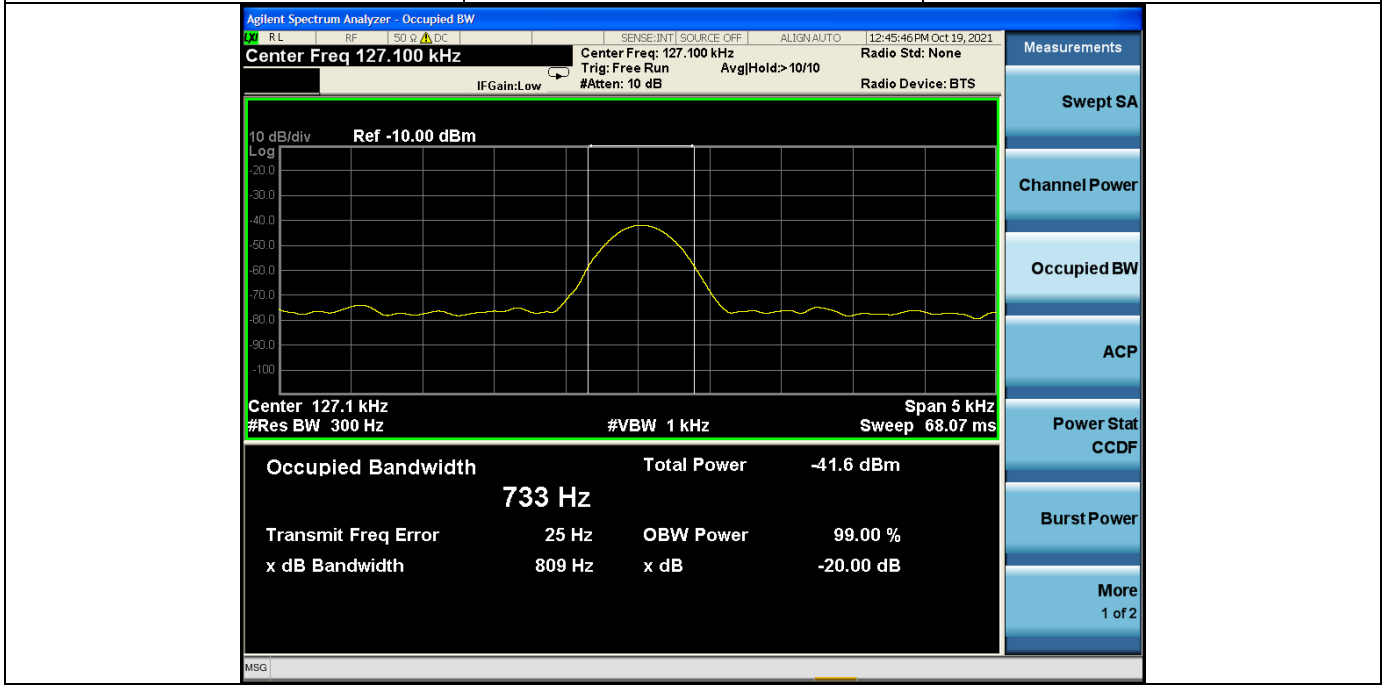 Agilent Spectrum Analyzer - Occupied BW
LXI RL RF 50 Ω ⚠ DC SENSE:INT SOURCE OFF ALIGN AUTO 12:45:46 PM Oct 19, 2021
Center Freq 127.100 kHz
Center Freq: 127.100 kHz Radio Std: None
Trig: Free Run Avg|Hold:> 10/10
IFGain:Low #Atten: 10 dB Radio Device: BTS
10 dB/div Ref -10.00 dBm
Log
-20.0
-30.0
-40.0
-50.0
-60.0
-70.0
-80.0
-90.0
-100
Center 127.1 kHz Span 5 kHz
#Res BW 300 Hz #VBW 1 kHz Sweep 68.07 ms
Occupied Bandwidth Total Power -41.6 dBm
733 Hz
Transmit Freq Error 25 Hz OBW Power 99.00 %
x dB Bandwidth 809 Hz x dB -20.00 dB
MSG
Measurements
Swept SA
Channel Power
Occupied BW
ACP
Power Stat
CCDF
Burst Power
More
1 of 2